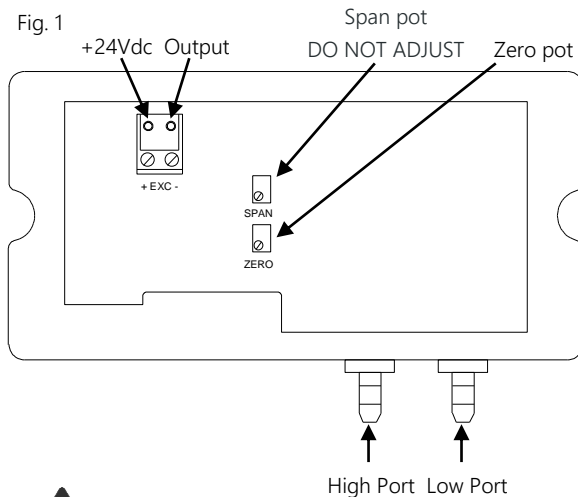 Fig. 1
Span pot
+24Vdc Output
DO NOT ADJUST
Zero pot
+ EXC -
SPAN
ZERO
High Port Low Port